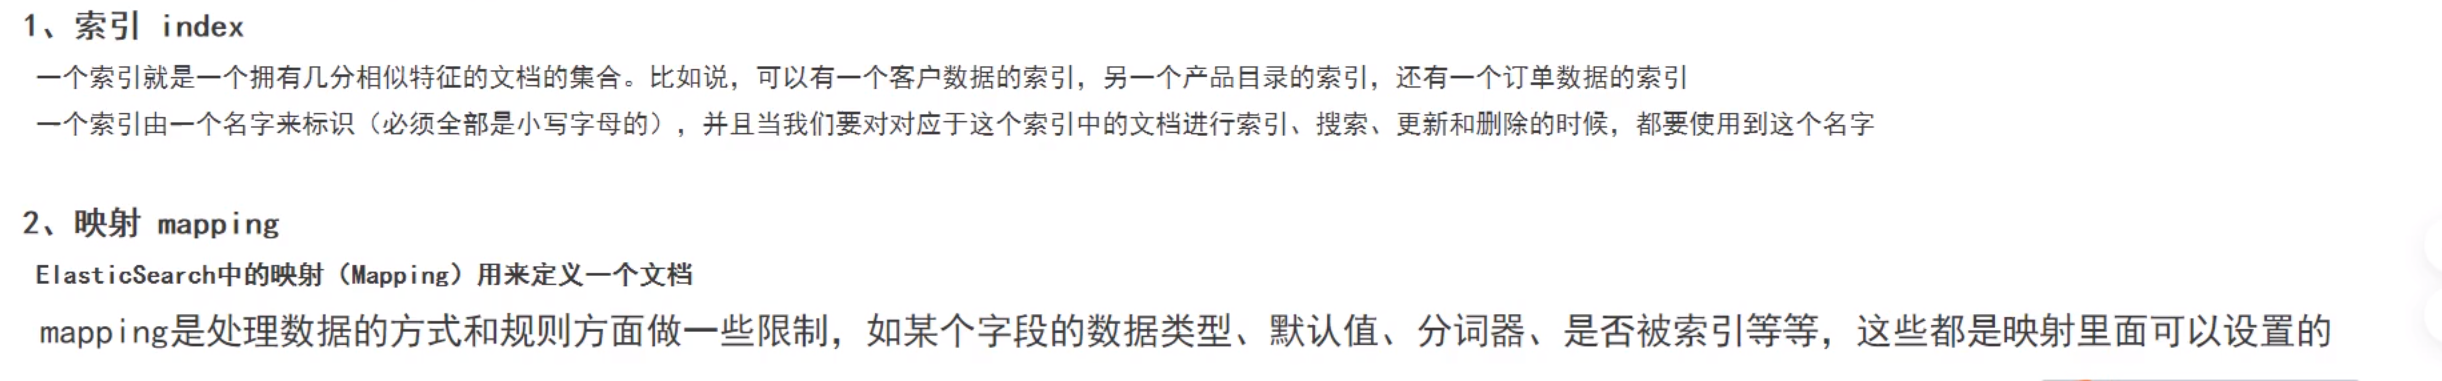 1、索引 index
一个索引就是一个拥有几分相似特征的文档的集合。比如说，可以有一个客户数据的索引，另一个产品目录的索引，还有一个订单数据的索引
一个索引由一个名字来标识（必须全部是小写字母的），并且当我们要对对应于这个索引中的文档进行索引、搜索、更新和删除的时候，都要使用到这个名字
2、映射 mapping
ElasticSearch中的映射（Mapping）用来定义一个文档
mapping是处理数据的方式和规则方面做一些限制，如某个字段的数据类型、默认值、分词器、是否被索引等等，这些都是映射里面可以设置的